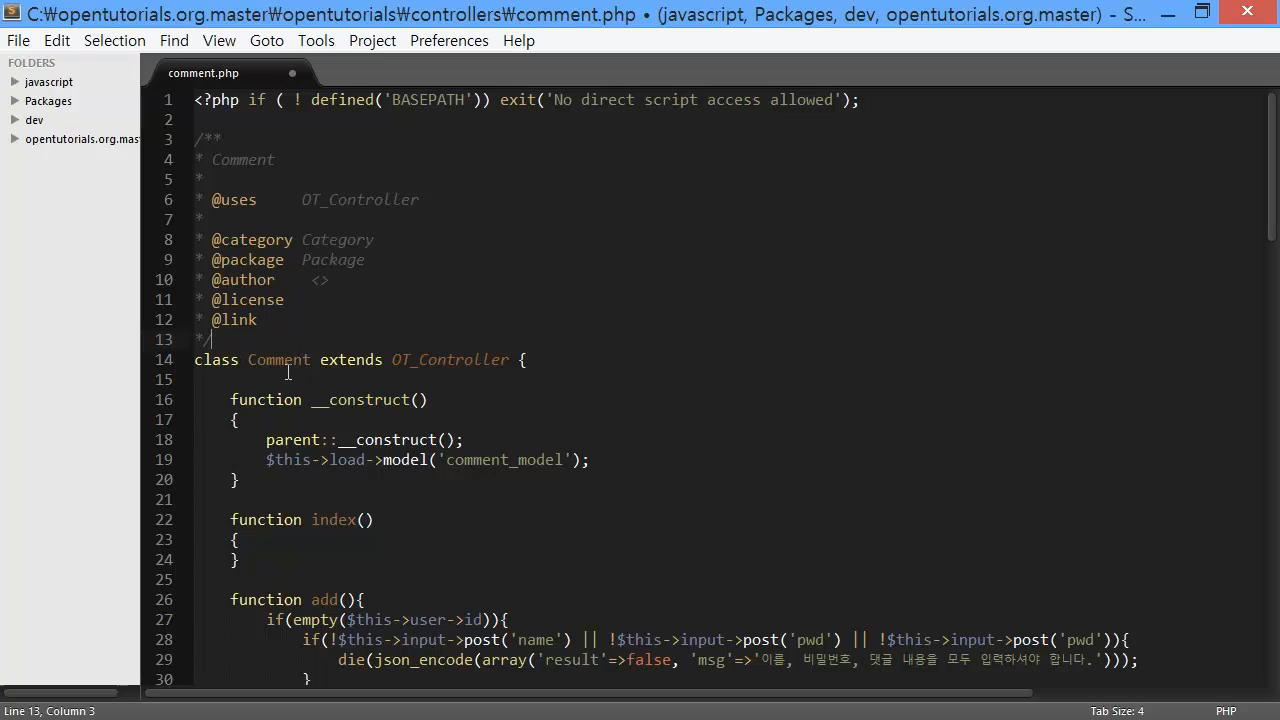 C:₩opentutorials.org.master₩opentutorials₩controllers₩comment.php • (javascript, Packages, dev, opentutorials.org.master) - S...
File Edit Selection Find View Goto Tools Project Preferences Help
FOLDERS
javascript
Packages
dev
opentutorials.org.mas
comment.php
1 <?php if ( ! defined('BASEPATH')) exit('No direct script access allowed');
2
3 /**
4 * Comment
5 *
6 * @uses     OT_Controller
7 *
8 * @category Category
9 * @package  Package
10 * @author    <>
11 * @license
12 * @link
13 */
14 class Comment extends OT_Controller {
15
16     function __construct()
17     {
18         parent::__construct();
19         $this->load->model('comment_model');
20     }
21
22     function index()
23     {
24     }
25
26     function add(){
27         if(empty($this->user->id)){
28             if(!$this->input->post('name') || !$this->input->post('pwd') || !$this->input->post('pwd')){
29                 die(json_encode(array('result'=>false, 'msg'=>'이름, 비밀번호, 댓글 내용을 모두 입력하셔야 합니다.')));
30             }
Line 13, Column 3
Tab Size: 4
PHP